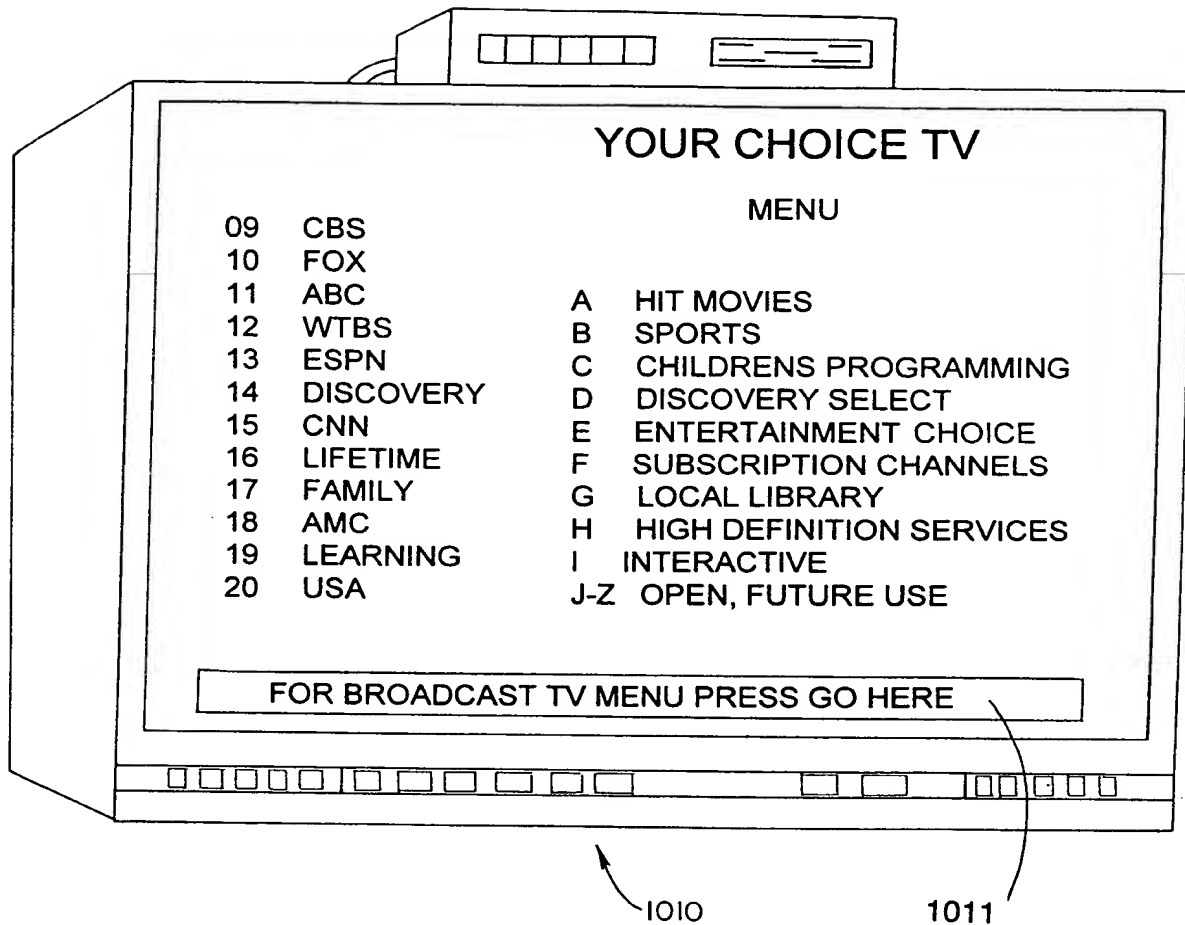 YOUR CHOICE TV
MENU
09 CBS
10 FOX
11 ABC
12 WTBS
13 ESPN
14 DISCOVERY
15 CNN
16 LIFETIME
17 FAMILY
18 AMC
19 LEARNING
20 USA
A HIT MOVIES
B SPORTS
C CHILDRENS PROGRAMMING
D DISCOVERY SELECT
E ENTERTAINMENT CHOICE
F SUBSCRIPTION CHANNELS
G LOCAL LIBRARY
H HIGH DEFINITION SERVICES
I INTERACTIVE
J-Z OPEN, FUTURE USE
FOR BROADCAST TV MENU PRESS GO HERE
1010
1011